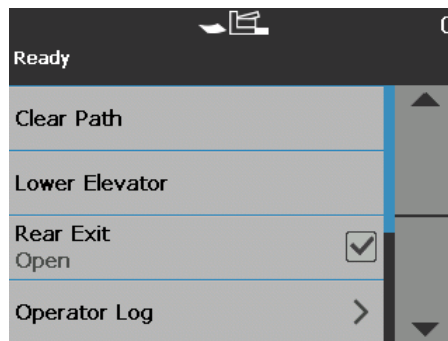 Ready
Clear Path
Lower Elevator
Rear Exit
Open
Operator Log